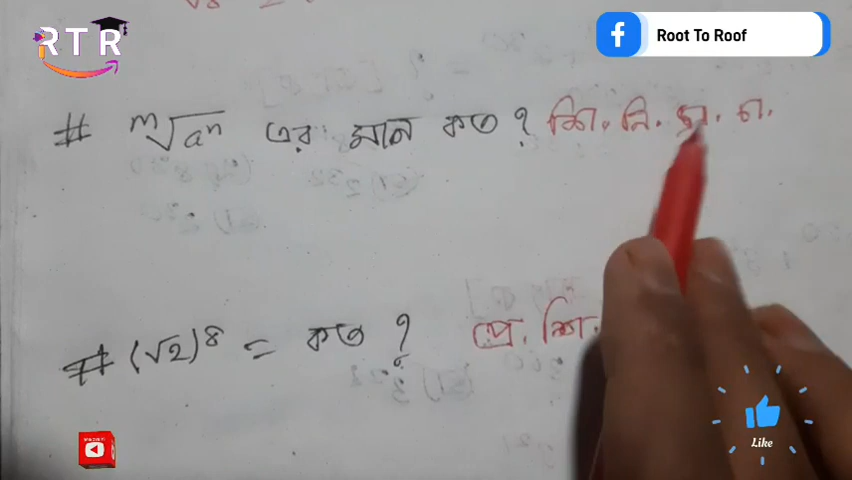 RTR
Root To Roof
# ᵐ√aⁿ এর মান কত? শি. নি. প্র. প.
# (√2)⁸ = কত? প্রে. শি.
Like